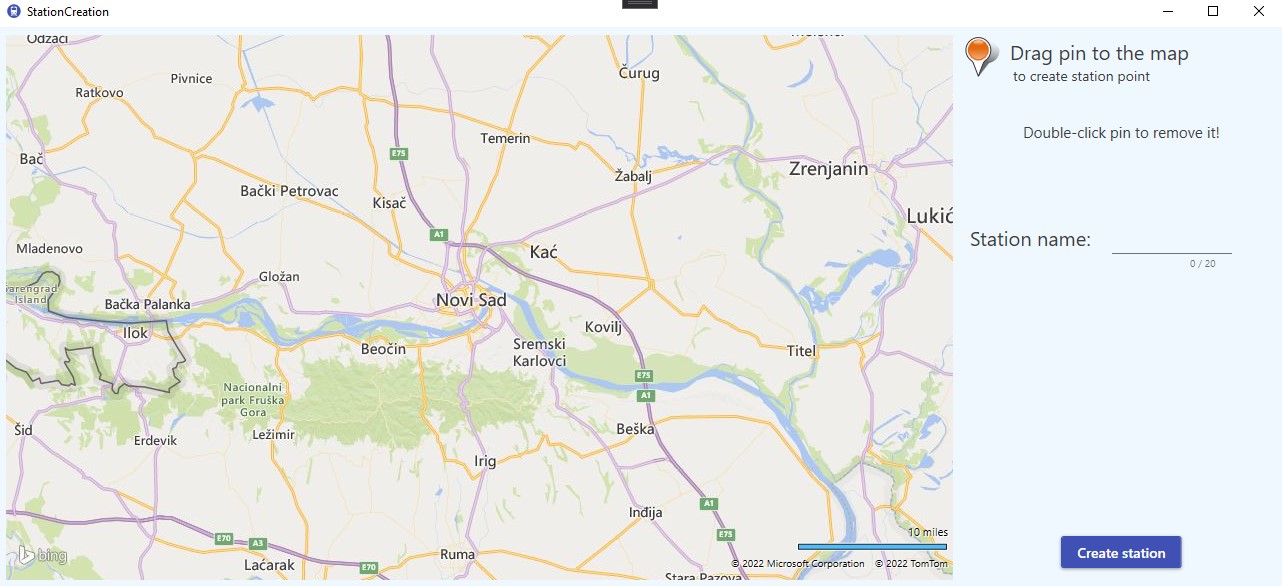 StationCreation
Odžaci
Pivnice
Ratkovo
Čurug
Temerin
E75
Bač
Žabalj
Zrenjanin
Bački Petrovac
Kisač
Lukić
A1
Mladenovo
Kać
Gložan
Island
Bačka Palanka
Novi Sad
Ilok
Kovilj
Beočin
Sremski
Karlovci
Titel
E75
A1
Nacionalni
park Fruška
Gora
Šid
Erdevik
Ležimir
Beška
Irig
A1
Inđija
E70
A3
E75
10 miles
bing
Ruma
Laćarak
E70
© 2022 Microsoft Corporation © 2022 TomTom
Stara Pazova
Drag pin to the map
to create station point
Double-click pin to remove it!
Station name:
0 / 20
Create station